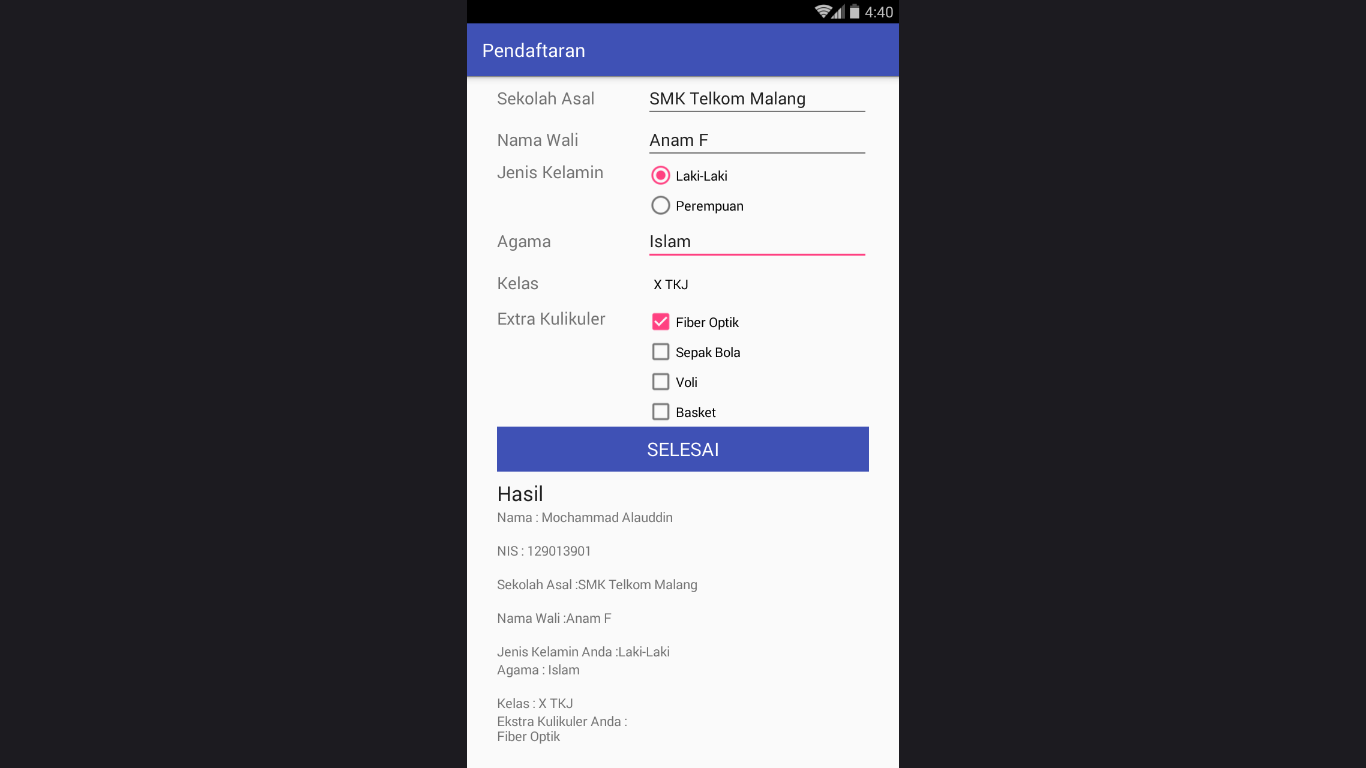 4:40
Pendaftaran
Sekolah Asal SMK Telkom Malang
Nama Wali Anam F
Jenis Kelamin Laki-Laki
Perempuan
Agama Islam
Kelas X TKJ
Extra Kulikuler Fiber Optik
Sepak Bola
Voli
Basket
SELESAI
Hasil
Nama : Mochammad Alauddin
NIS : 129013901
Sekolah Asal :SMK Telkom Malang
Nama Wali :Anam F
Jenis Kelamin Anda :Laki-Laki
Agama : Islam
Kelas : X TKJ
Ekstra Kulikuler Anda :
Fiber Optik